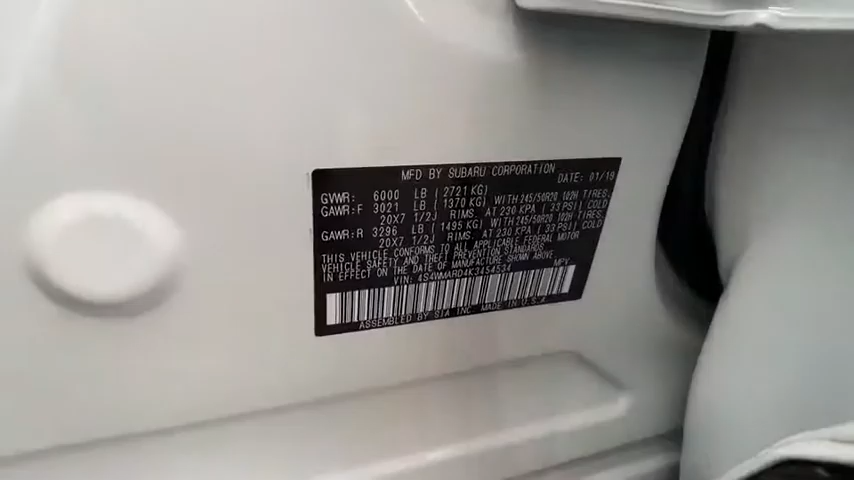 MFD BY SUBARU CORPORATION
DATE: 01/19
GVWR: 6000 LB ( 2721 KG)
GAWR:F 3021 LB ( 1370 KG) WITH 245/50R20 102H TIRES.
20X7 1/2J RIMS. AT 230 KPA ( 33 PSI) COLD
GAWR:R 3296 LB ( 1495 KG) WITH 245/50R20 102H TIRES.
20X7 1/2J RIMS. AT 230 KPA ( 33 PSI) COLD
THIS VEHICLE CONFORMS TO ALL APPLICABLE FEDERAL MOTOR
VEHICLE SAFETY AND THEFT PREVENTION STANDARDS
IN EFFECT ON THE DATE OF MANUFACTURE SHOWN ABOVE
VIN: 4S4WMARD4K3454524 MPV
ASSEMBLED BY SIA INC. MADE IN U.S.A